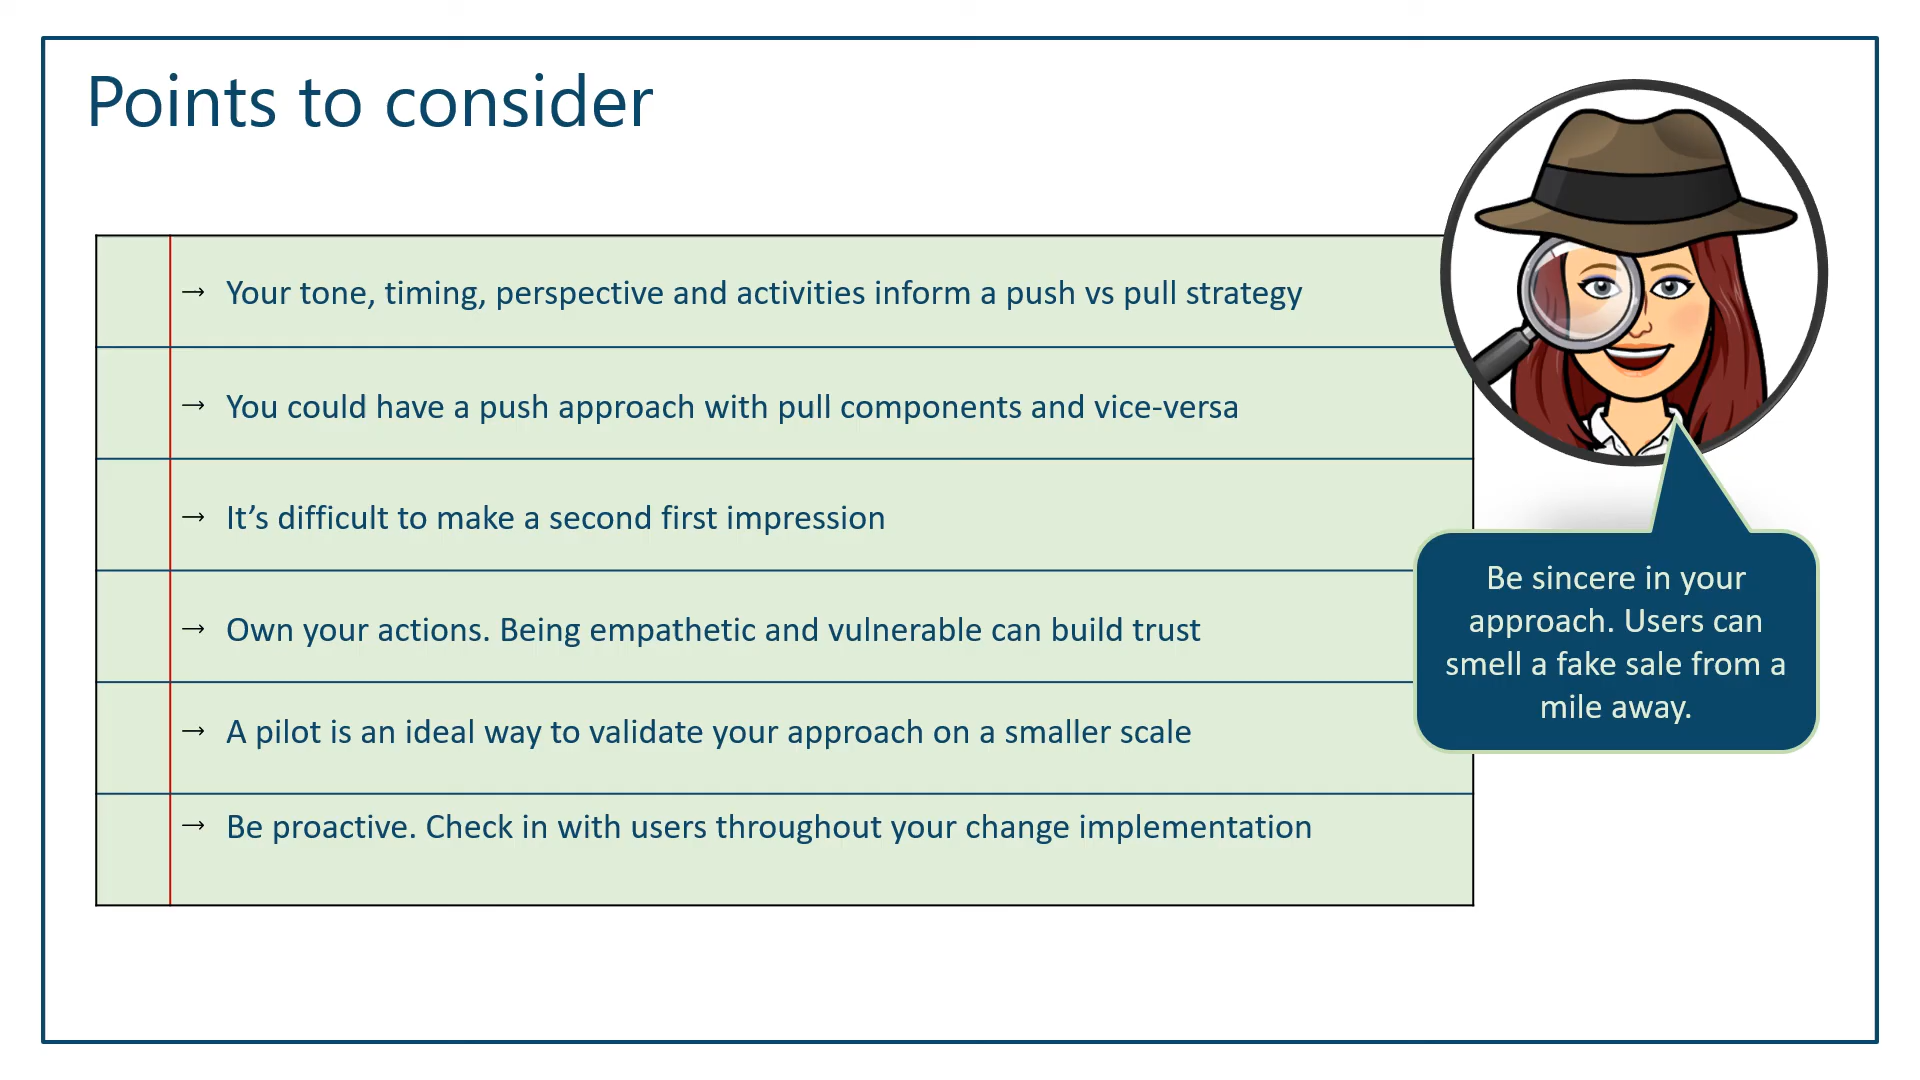 Points to consider
→ Your tone, timing, perspective and activities inform a push vs pull strategy
→ You could have a push approach with pull components and vice-versa
→ It’s difficult to make a second first impression
→ Own your actions. Being empathetic and vulnerable can build trust
→ A pilot is an ideal way to validate your approach on a smaller scale
→ Be proactive. Check in with users throughout your change implementation
Be sincere in your
approach. Users can
smell a fake sale from a
mile away.